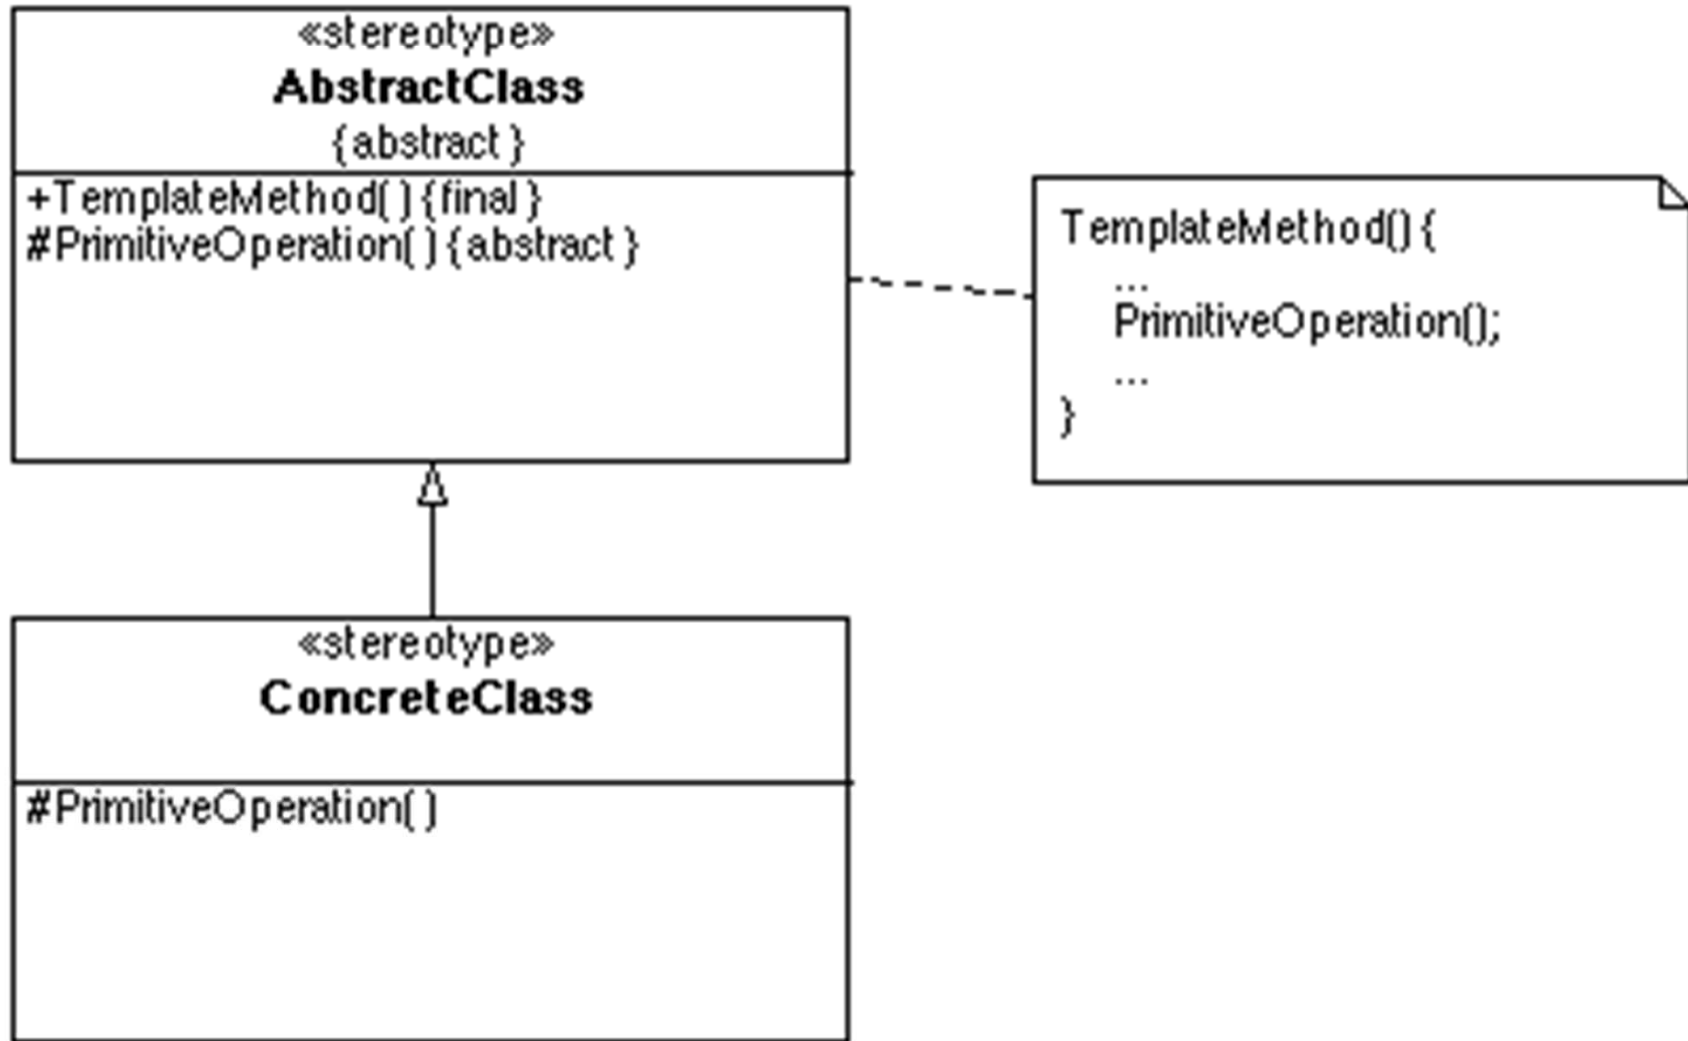 «stereotype»
AbstractClass
{abstract}
+TemplateMethod(){final}
#PrimitiveOperation(){abstract}
TemplateMethod(){
...
PrimitiveOperation();
...
}
«stereotype»
ConcreteClass
#PrimitiveOperation()